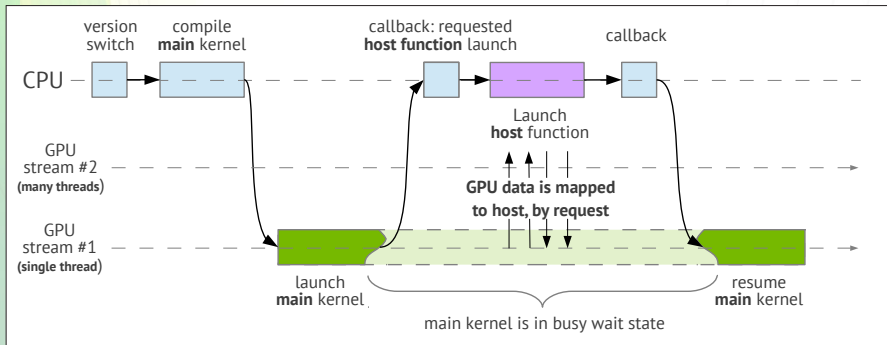 version
switch
compile
main kernel
callback: requested
host function launch
callback
CPU
Launch
host function
GPU
stream #2
(many threads)
GPU data is mapped
to host, by request
GPU
stream #1
(single thread)
launch
main kernel
resume
main kernel
main kernel is in busy wait state